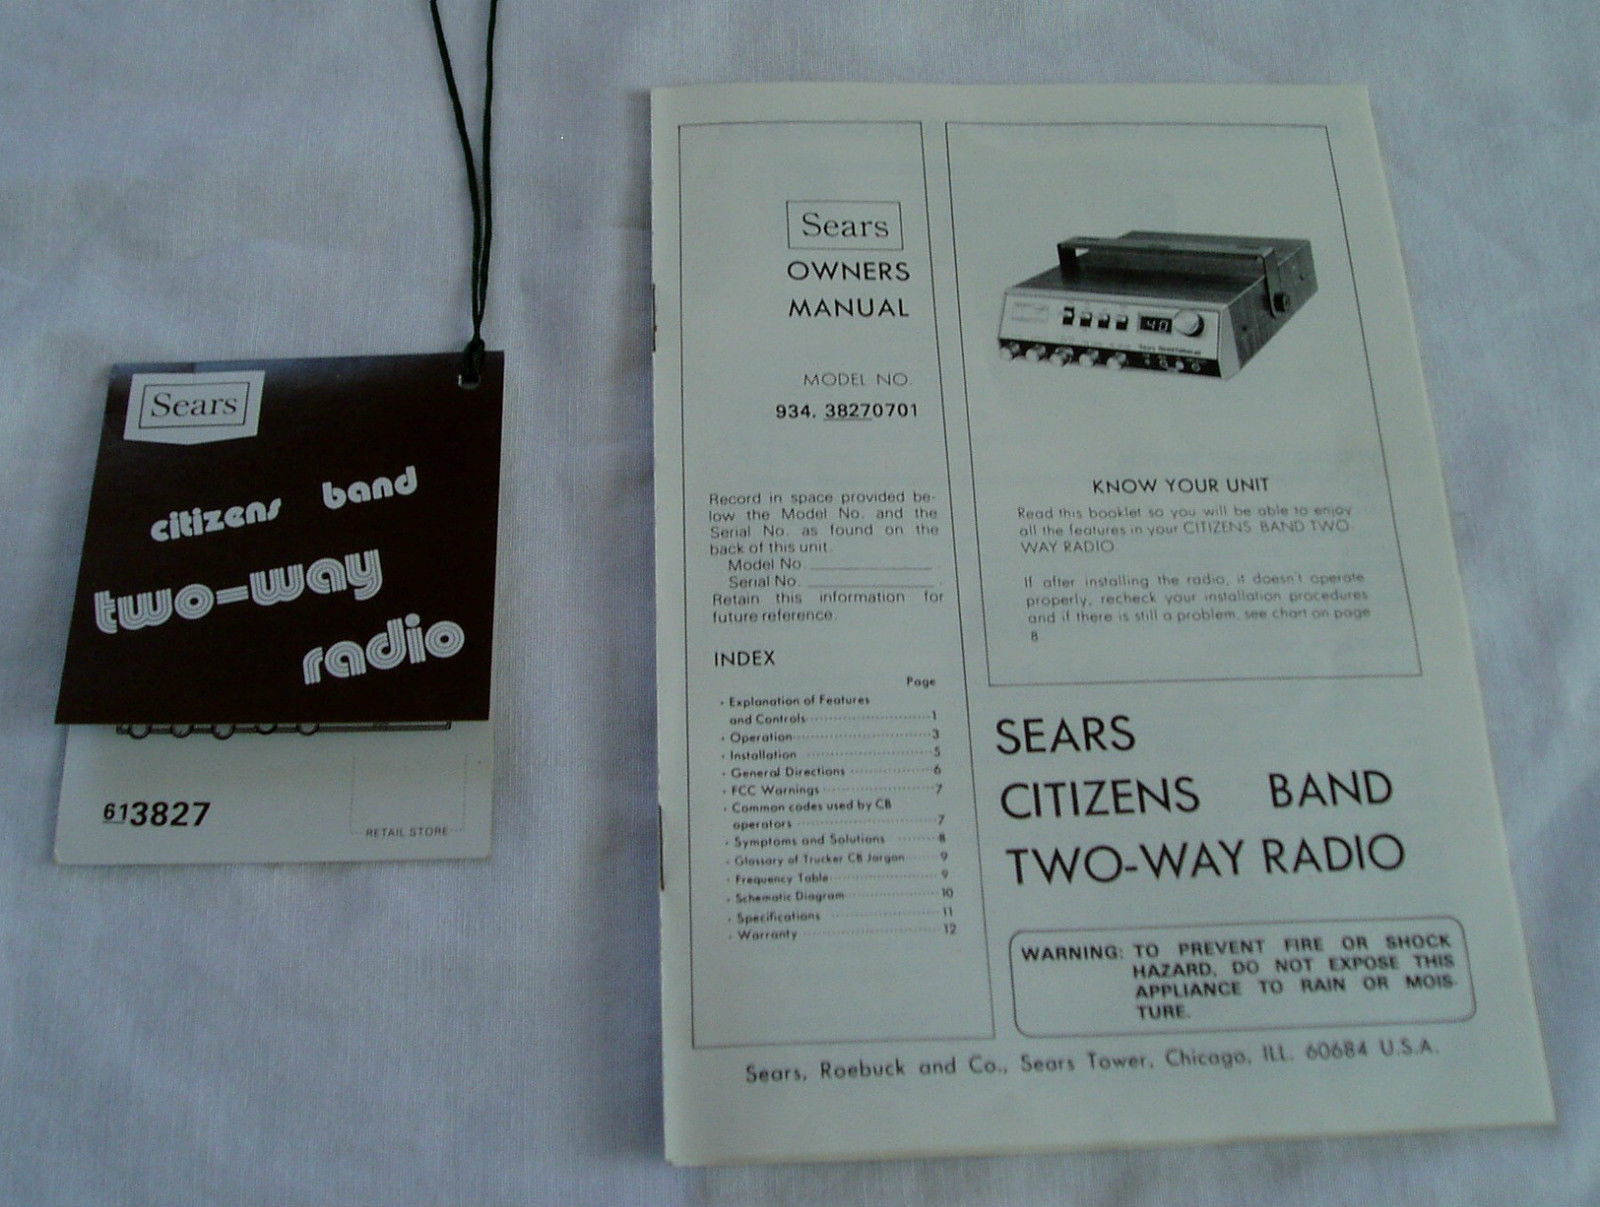 Sears
citizens band
two-way
radio
613827
RETAIL STORE
Sears
OWNERS
MANUAL
MODEL NO.
934. 38270701
Record in space provided be-
low the Model No. and the
Serial No. as found on the
back of this unit.
Model No.
Serial No.
Retain this information for
future reference.
INDEX
Page
• Explanation of Features
and Controls 1
• Operation 3
• Installation 5
• General Directions 6
• FCC Warnings 7
• Common codes used by CB
operators 7
• Symptoms and Solutions 8
• Glossary of Trucker CB Jargon 9
• Frequency Table 9
• Schematic Diagram 10
• Specifications 11
• Warranty 12
40
KNOW YOUR UNIT
Read this booklet so you will be able to enjoy
all the features in your CITIZENS BAND TWO-
WAY RADIO.
If after installing the radio, it doesn't operate
properly, recheck your installation procedures
and if there is still a problem, see chart on page
8.
SEARS
CITIZENS BAND
TWO-WAY RADIO
WARNING: TO PREVENT FIRE OR SHOCK
HAZARD, DO NOT EXPOSE THIS
APPLIANCE TO RAIN OR MOIS-
TURE.
Sears, Roebuck and Co., Sears Tower, Chicago, ILL. 60684 U.S.A.